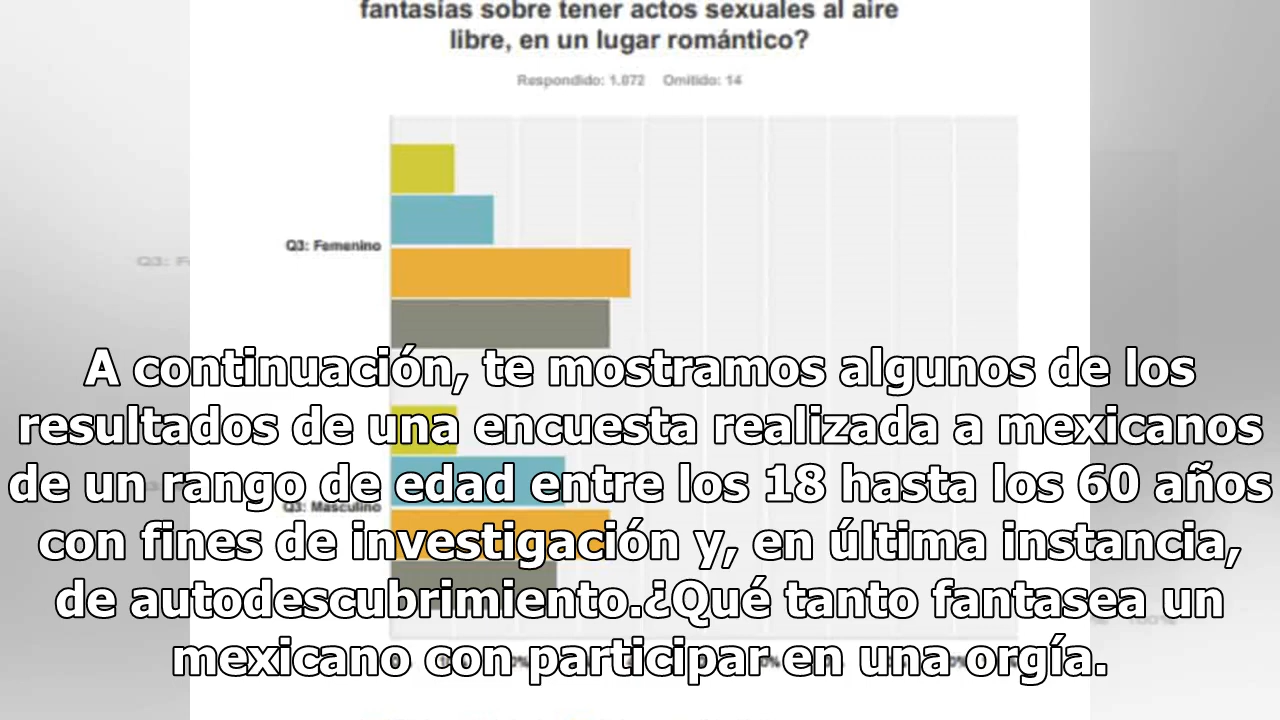 fantasías sobre tener actos sexuales al aire
libre, en un lugar romántico?
Respondido: 1.072 Omitido: 14
Q3: Femenino
A continuación, te mostramos algunos de los
resultados de una encuesta realizada a mexicanos
de un rango de edad entre los 18 hasta los 60 años
Q3: Masculino
con fines de investigación y, en última instancia,
de autodescubrimiento.¿Qué tanto fantasea un
mexicano con participar en una orgía.